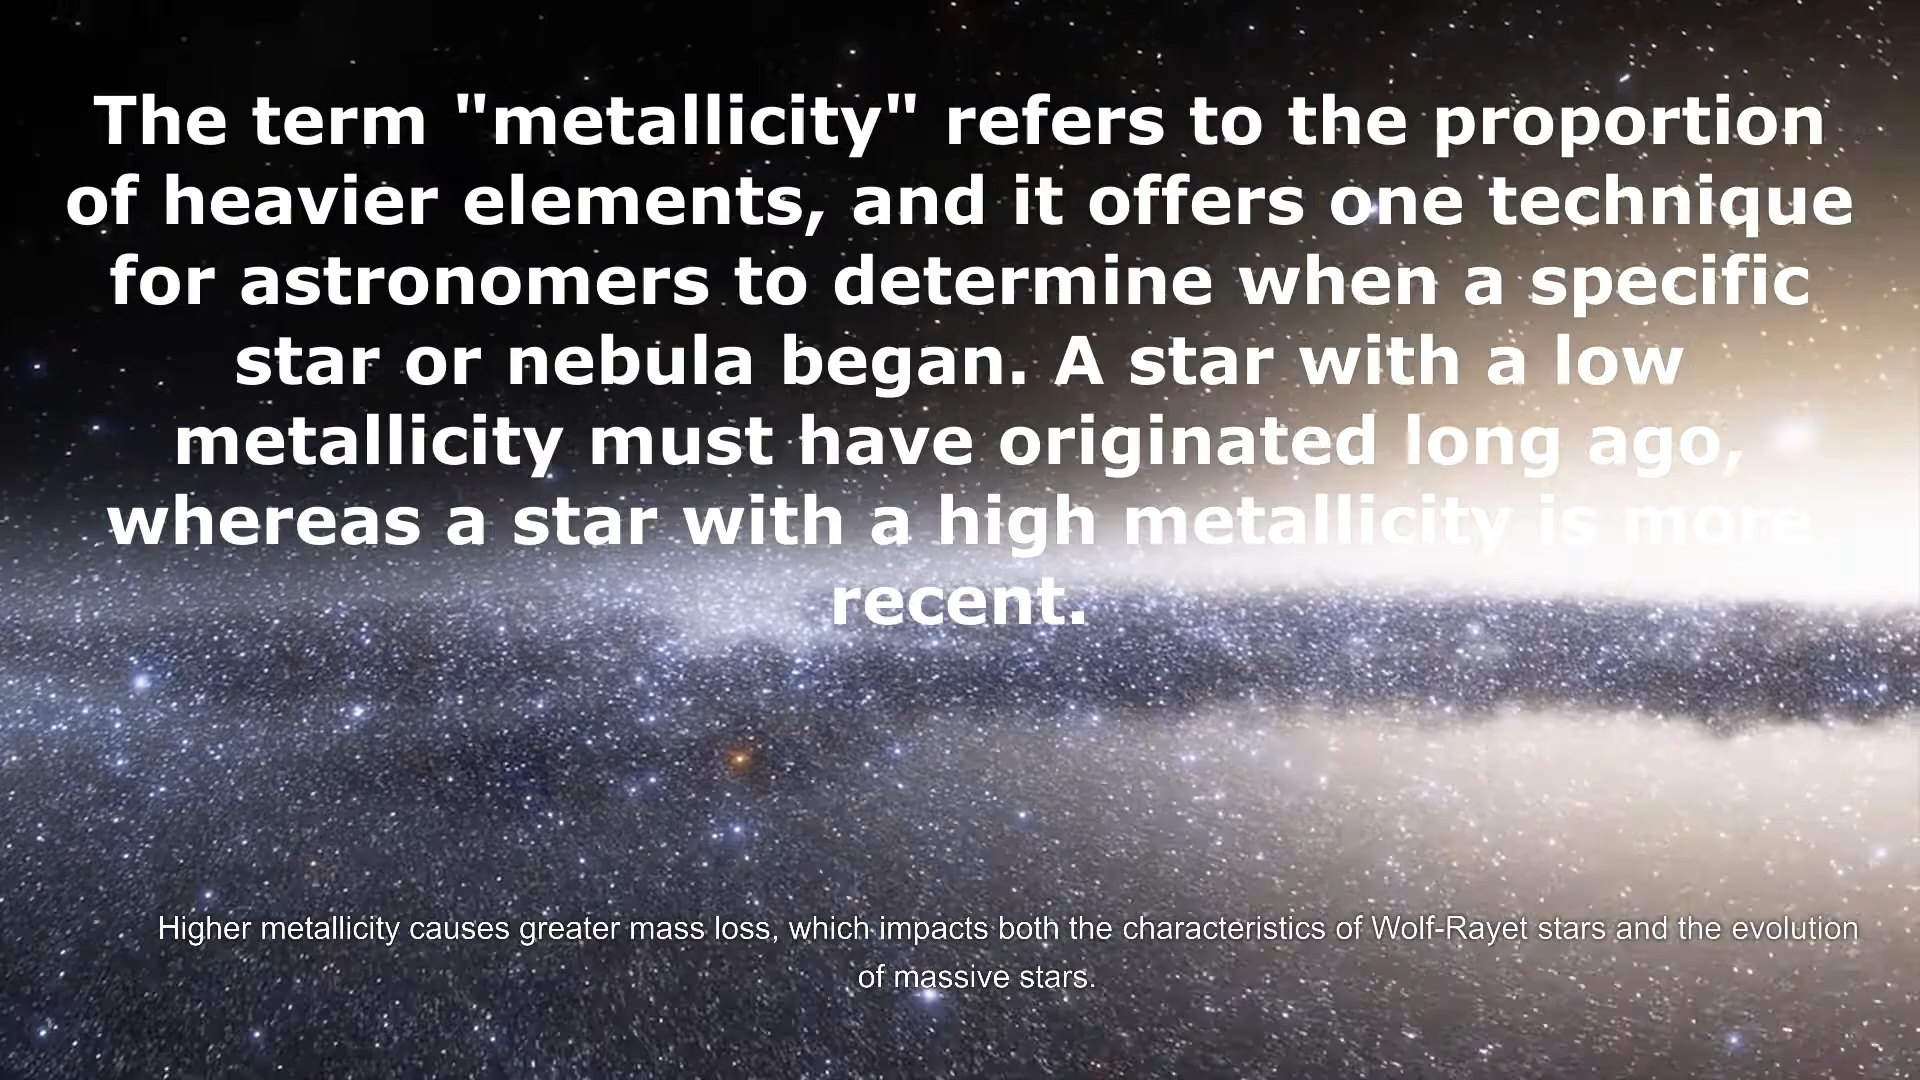 The term "metallicity" refers to the proportion
of heavier elements, and it offers one technique
for astronomers to determine when a specific
star or nebula began. A star with a low
metallicity must have originated long ago,
whereas a star with a high metallicity is more
recent.
Higher metallicity causes greater mass loss, which impacts both the characteristics of Wolf-Rayet stars and the evolution
of massive stars.